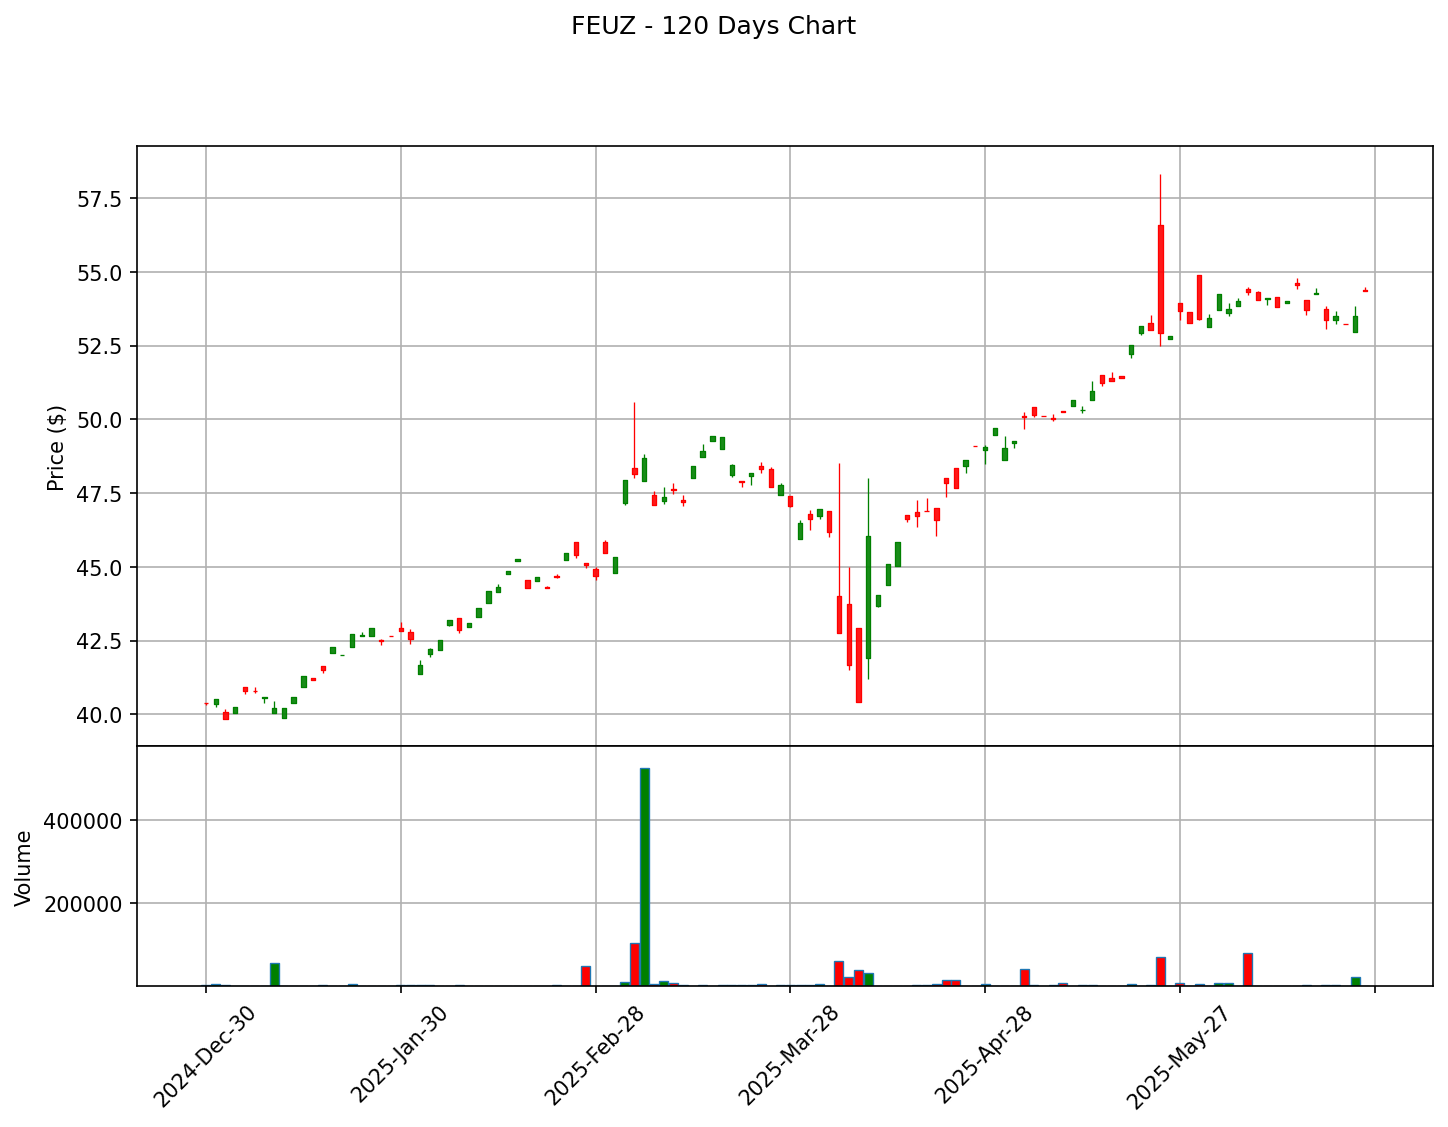 FEUZ - 120 Days Chart
Price ($)
57.5
55.0
52.5
50.0
47.5
45.0
42.5
40.0
Volume
400000
200000
2024-Dec-30
2025-Jan-30
2025-Feb-28
2025-Mar-28
2025-Apr-28
2025-May-27